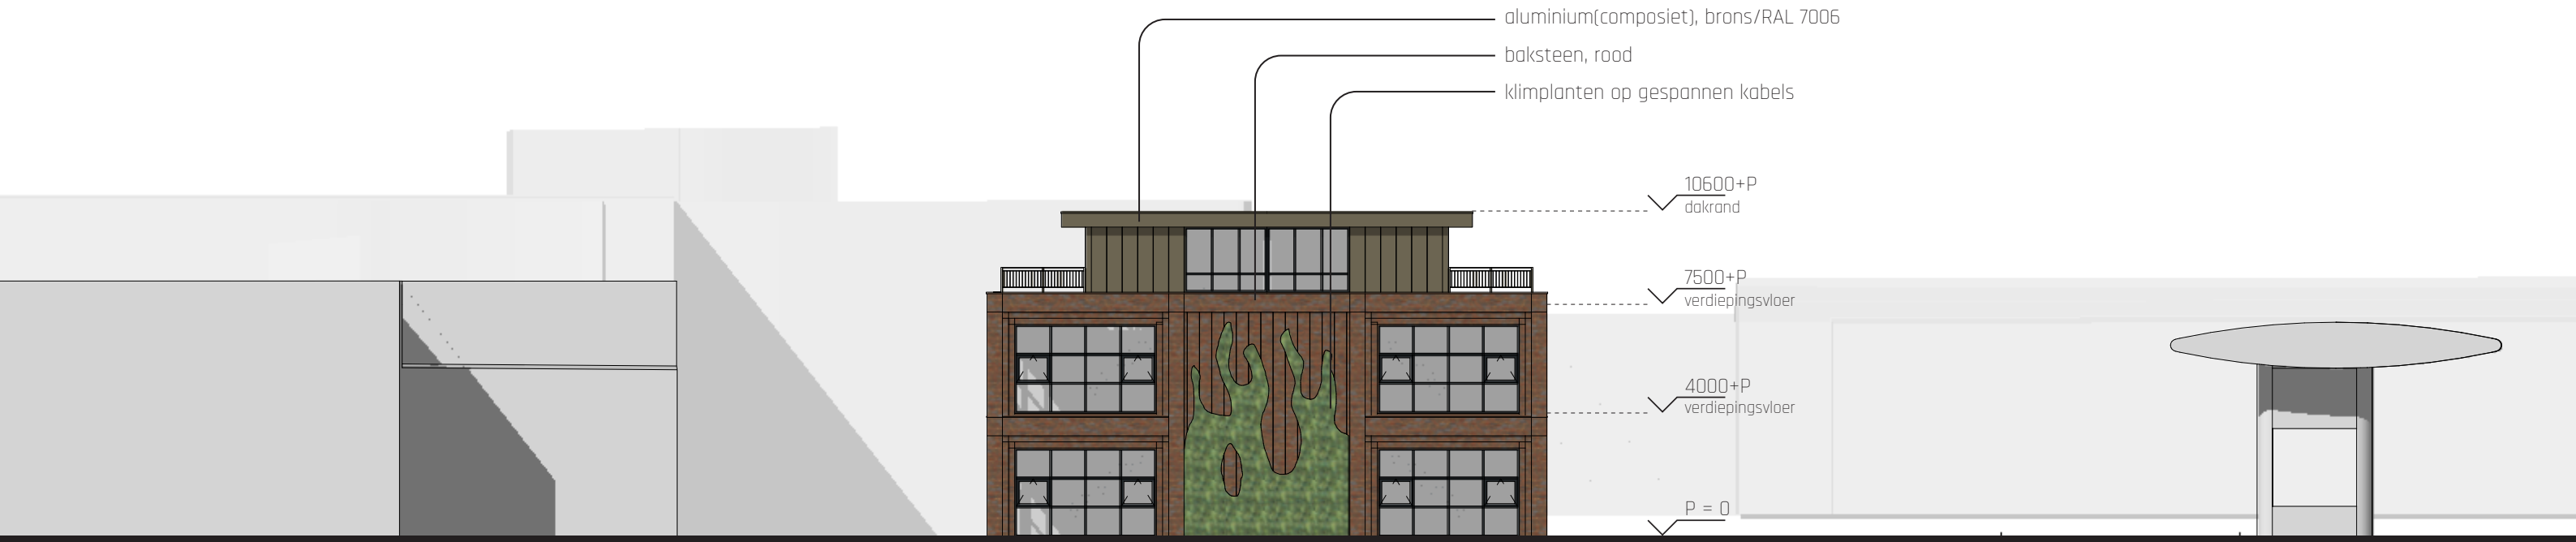 aluminium(composiet), brons/RAL 7006
baksteen, rood
klimplanten op gespannen kabels
10600+P
dakrand
7500+P
verdiepingsvloer
4000+P
verdiepingsvloer
P = 0